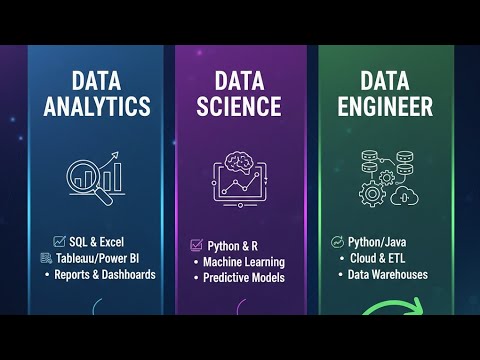 DATA
ANALYTICS
SQL & Excel
Tableau/Power BI
• Reports & Dashboards
DATA
SCIENCE
Python & R
• Machine Learning
• Predictive Models
DATA
ENGINEER
Python/Java
• Cloud & ETL
• Data Warehouses